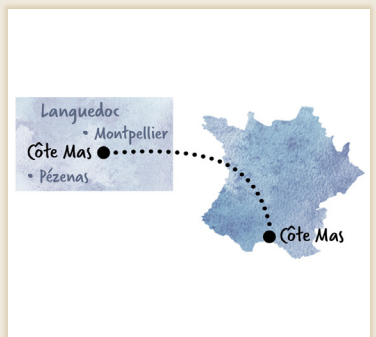 Languedoc
• Montpellier
Côte Mas
• Pézenas
Côte Mas